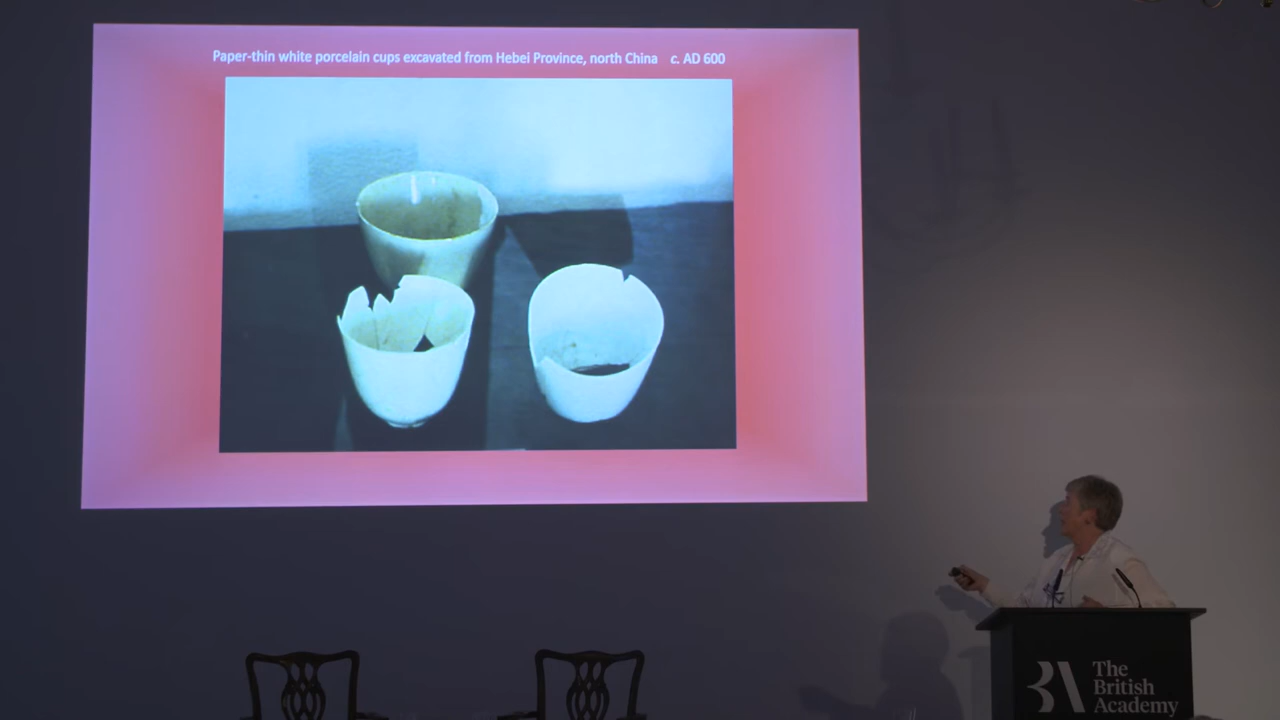 Paper-thin white porcelain cups excavated from Hebei Province, north China c. AD 600
The
British
Academy